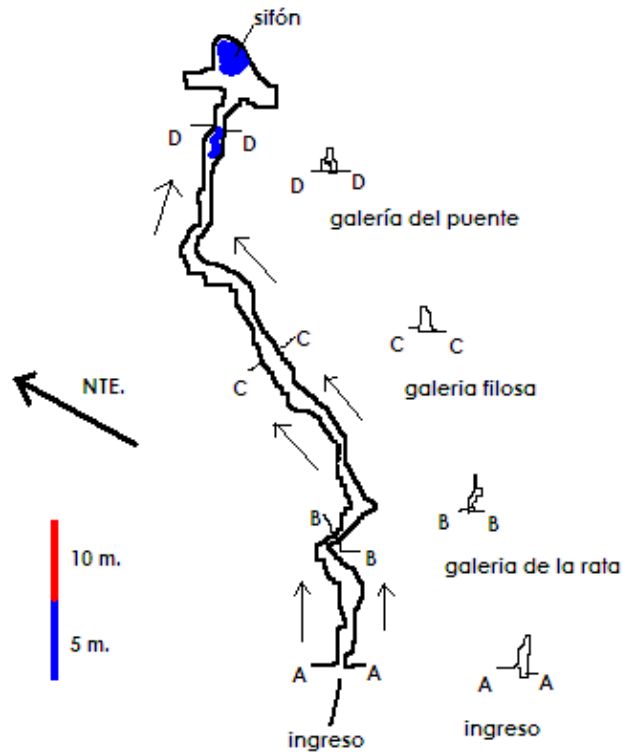 sifón
D D
D D
galería del puente
C
C
C C
galeria filosa
NTE.
B
B
B B
galeria de la rata
10 m.
5 m.
A A
A A
ingreso
ingreso